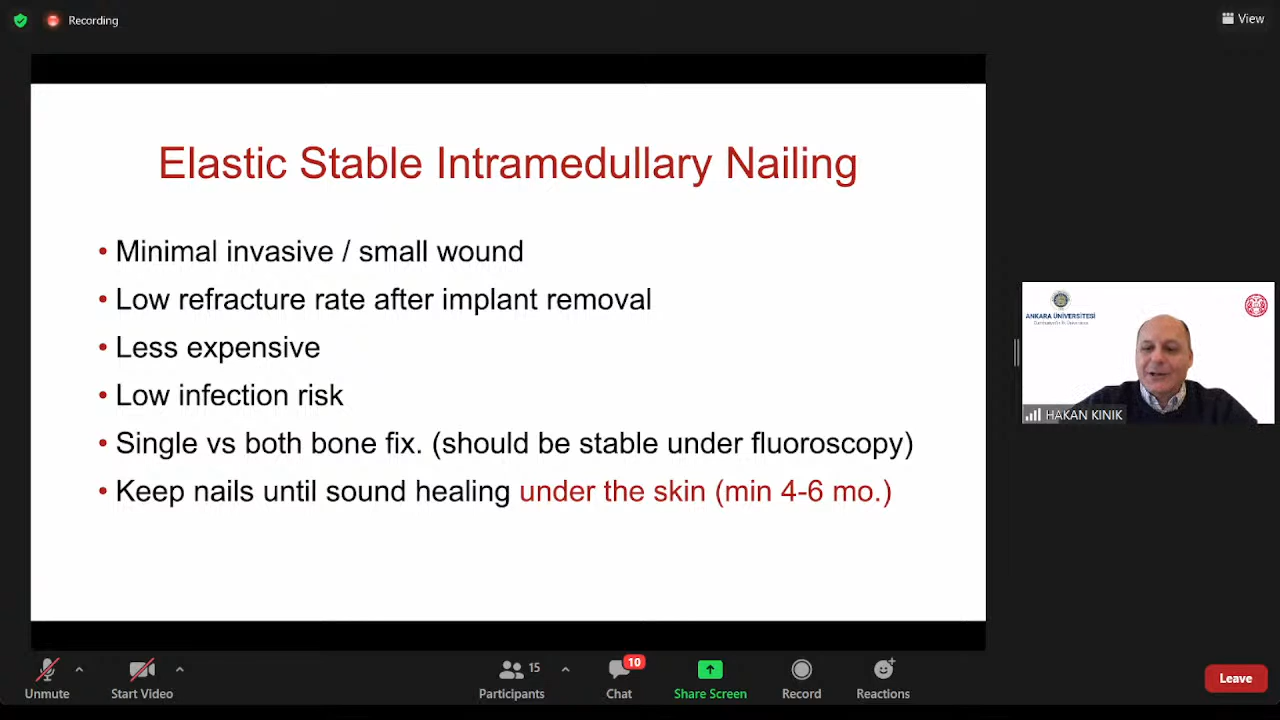 Recording
View
Elastic Stable Intramedullary Nailing
• Minimal invasive / small wound
• Low refracture rate after implant removal
• Less expensive
• Low infection risk
• Single vs both bone fix. (should be stable under fluoroscopy)
• Keep nails until sound healing under the skin (min 4-6 mo.)
ANKARA ÜNİVERSİTESİ
HAKAN KINIK
Unmute
Start Video
Participants 15
Chat 10
Share Screen
Record
Reactions
Leave